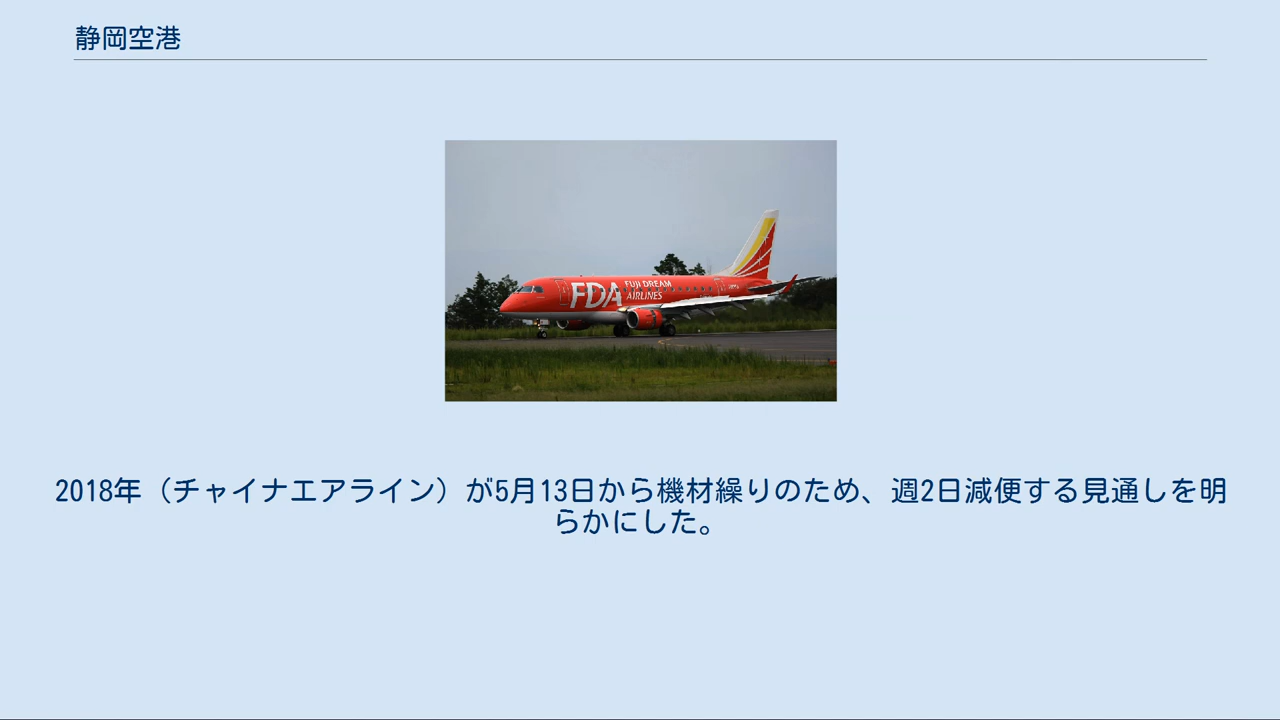 静岡空港
FDA
FUJI DREAM
AIRLINES
2018年（チャイナエアライン）が5月13日から機材繰りのため、週2日減便する見通しを明
らかにした。